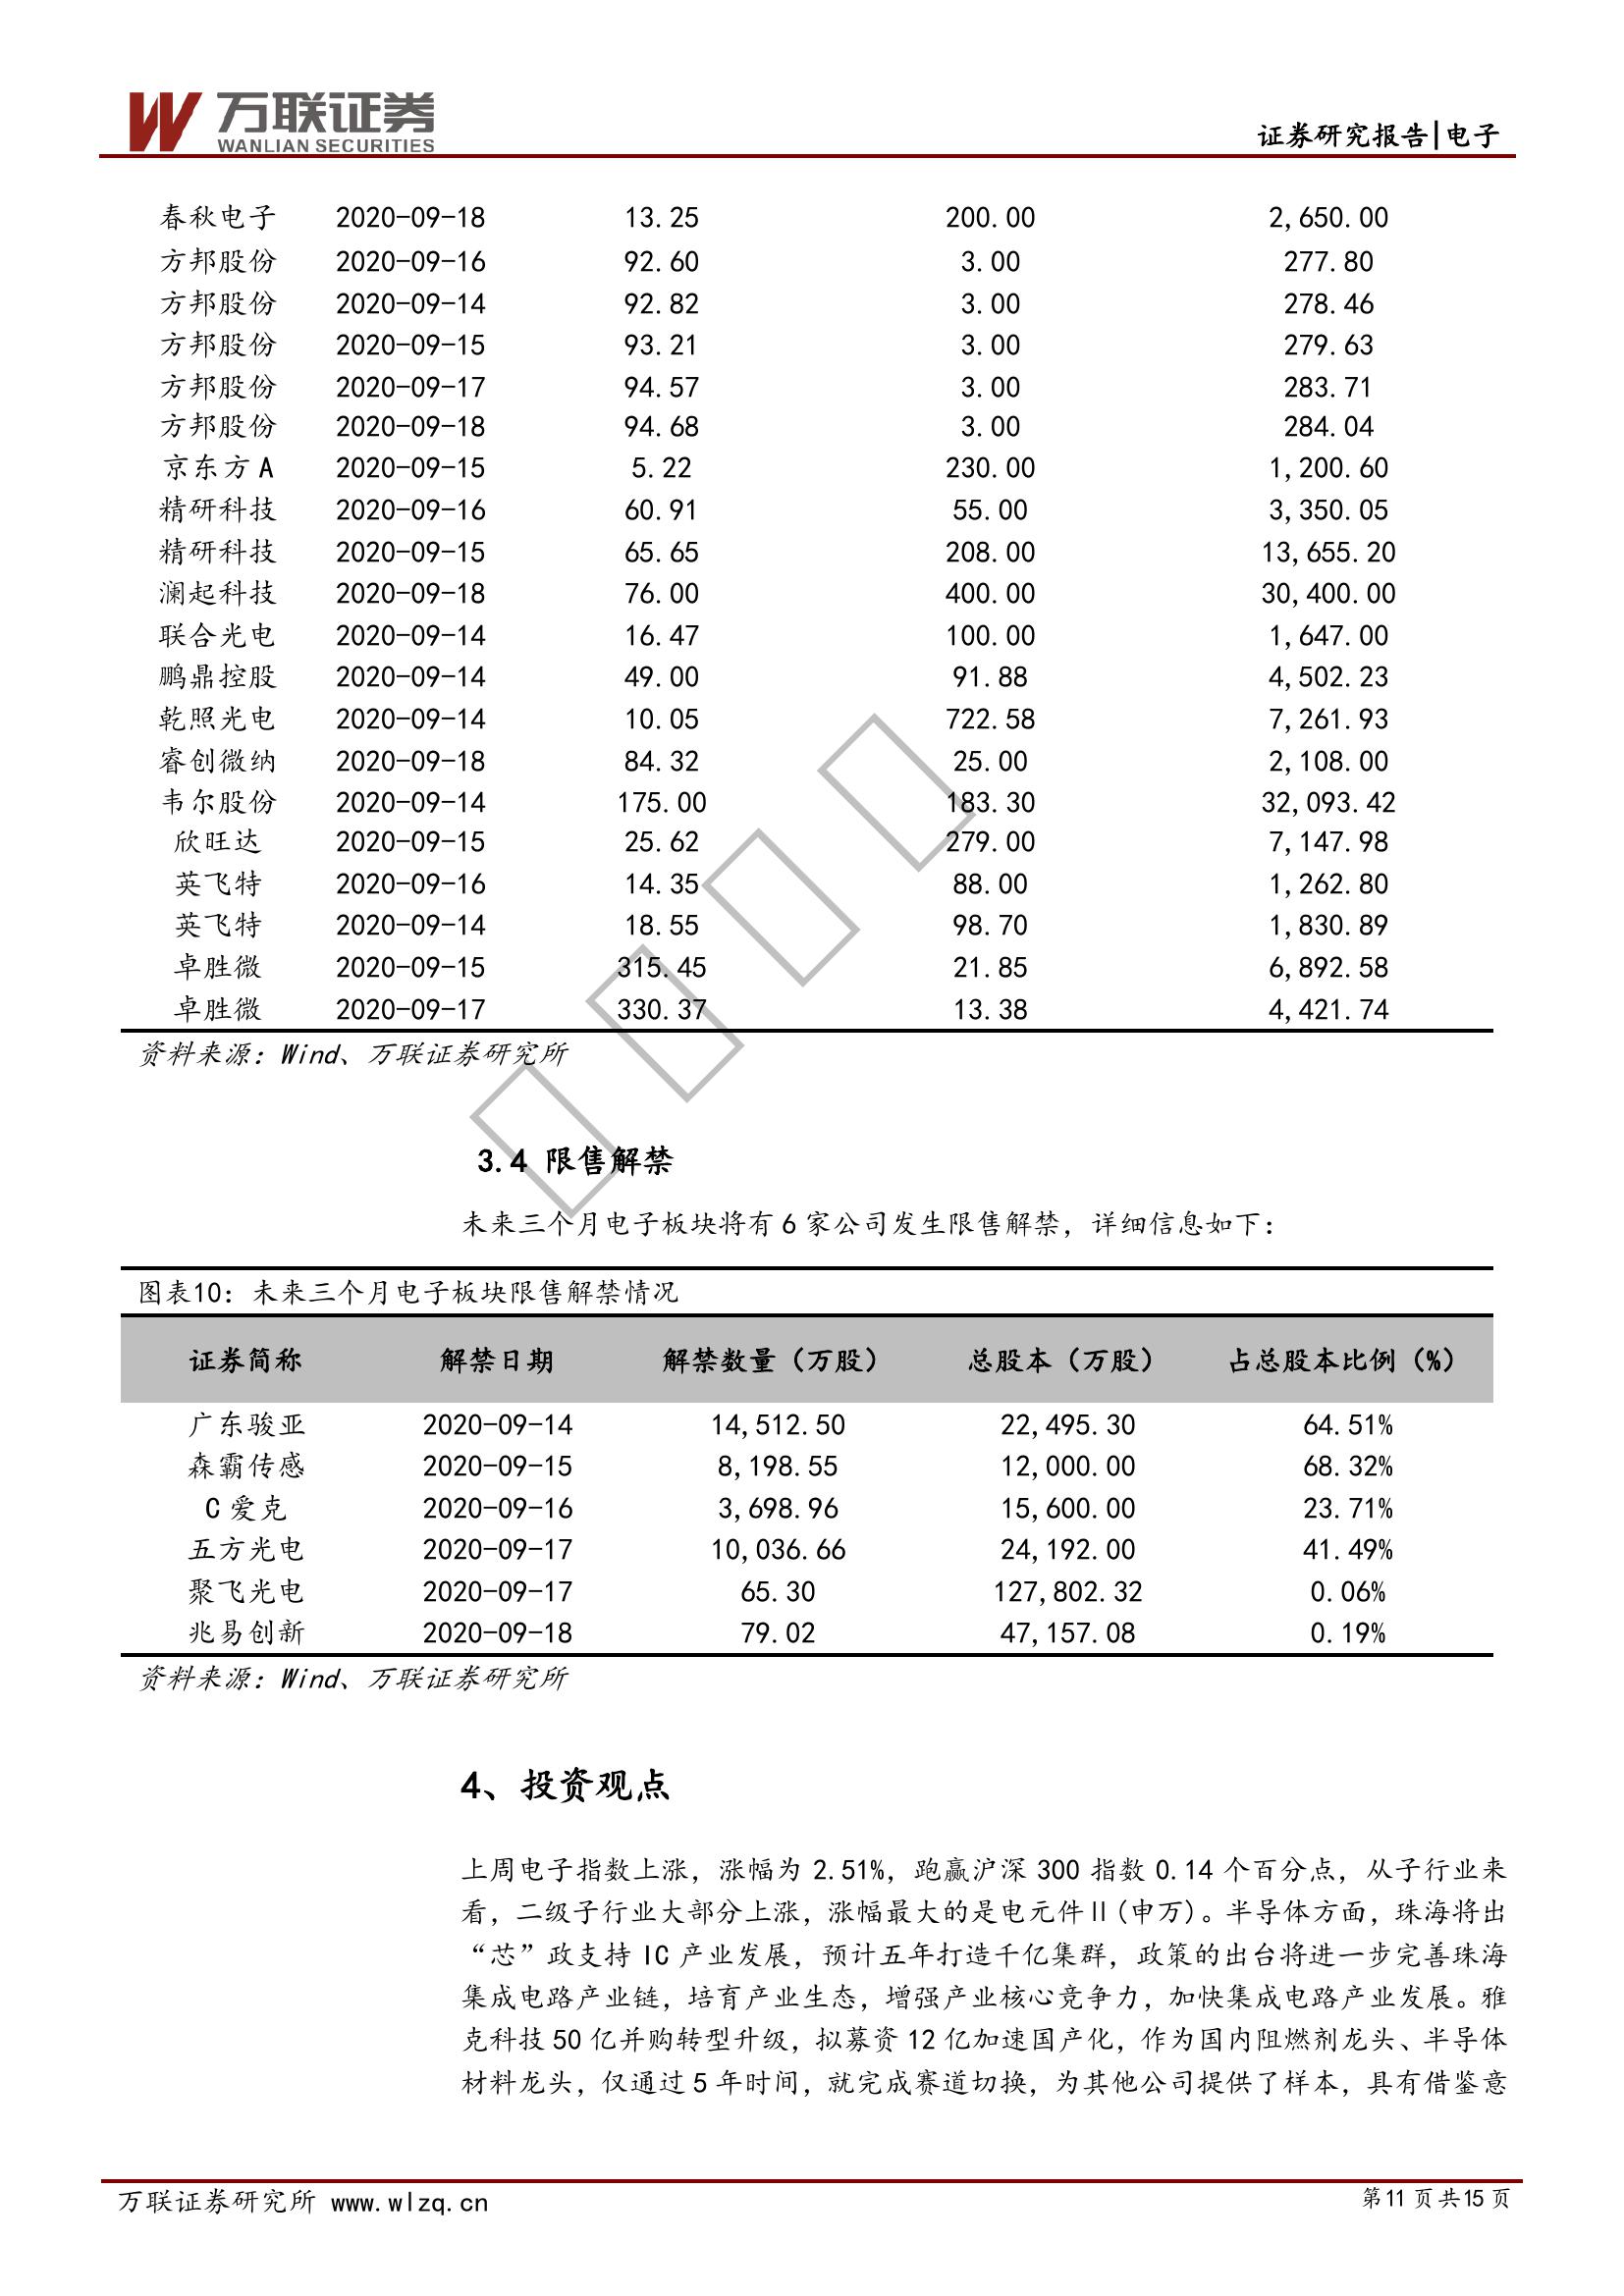 万联证券
WANLIAN SECURITIES
证券研究报告|电子
春秋电子 2020-09-18 13.25 200.00 2,650.00
方邦股份 2020-09-16 92.60 3.00 277.80
方邦股份 2020-09-14 92.82 3.00 278.46
方邦股份 2020-09-15 93.21 3.00 279.63
方邦股份 2020-09-17 94.57 3.00 283.71
方邦股份 2020-09-18 94.68 3.00 284.04
京东方 A 2020-09-15 5.22 230.00 1,200.60
精研科技 2020-09-16 60.91 55.00 3,350.05
精研科技 2020-09-15 65.65 208.00 13,655.20
澜起科技 2020-09-18 76.00 400.00 30,400.00
联合光电 2020-09-14 16.47 100.00 1,647.00
鹏鼎控股 2020-09-14 49.00 91.88 4,502.23
乾照光电 2020-09-14 10.05 722.58 7,261.93
睿创微纳 2020-09-18 84.32 25.00 2,108.00
韦尔股份 2020-09-14 175.00 183.30 32,093.42
欣旺达 2020-09-15 25.62 279.00 7,147.98
英飞特 2020-09-16 14.35 88.00 1,262.80
英飞特 2020-09-14 18.55 98.70 1,830.89
卓胜微 2020-09-15 315.45 21.85 6,892.58
卓胜微 2020-09-17 330.37 13.38 4,421.74
资料来源：Wind、万联证券研究所
3.4 限售解禁
未来三个月电子板块将有 6 家公司发生限售解禁，详细信息如下：
图表10：未来三个月电子板块限售解禁情况
证券简称 解禁日期 解禁数量（万股） 总股本（万股） 占总股本比例（%）
广东骏亚 2020-09-14 14,512.50 22,495.30 64.51%
森霸传感 2020-09-15 8,198.55 12,000.00 68.32%
C 爱克 2020-09-16 3,698.96 15,600.00 23.71%
五方光电 2020-09-17 10,036.66 24,192.00 41.49%
聚飞光电 2020-09-17 65.30 127,802.32 0.06%
兆易创新 2020-09-18 79.02 47,157.08 0.19%
资料来源：Wind、万联证券研究所
4、投资观点
上周电子指数上涨，涨幅为 2.51%，跑赢沪深 300 指数 0.14 个百分点，从子行业来
看，二级子行业大部分上涨，涨幅最大的是电元件Ⅱ(申万)。半导体方面，珠海将出
“芯”政支持 IC 产业发展，预计五年打造千亿集群，政策的出台将进一步完善珠海
集成电路产业链，培育产业生态，增强产业核心竞争力，加快集成电路产业发展。雅
克科技 50 亿并购转型升级，拟募资 12 亿加速国产化，作为国内阻燃剂龙头、半导体
材料龙头，仅通过 5 年时间，就完成赛道切换，为其他公司提供了样本，具有借鉴意
万联证券研究所 www.wlzq.cn
第 11 页 共 15 页